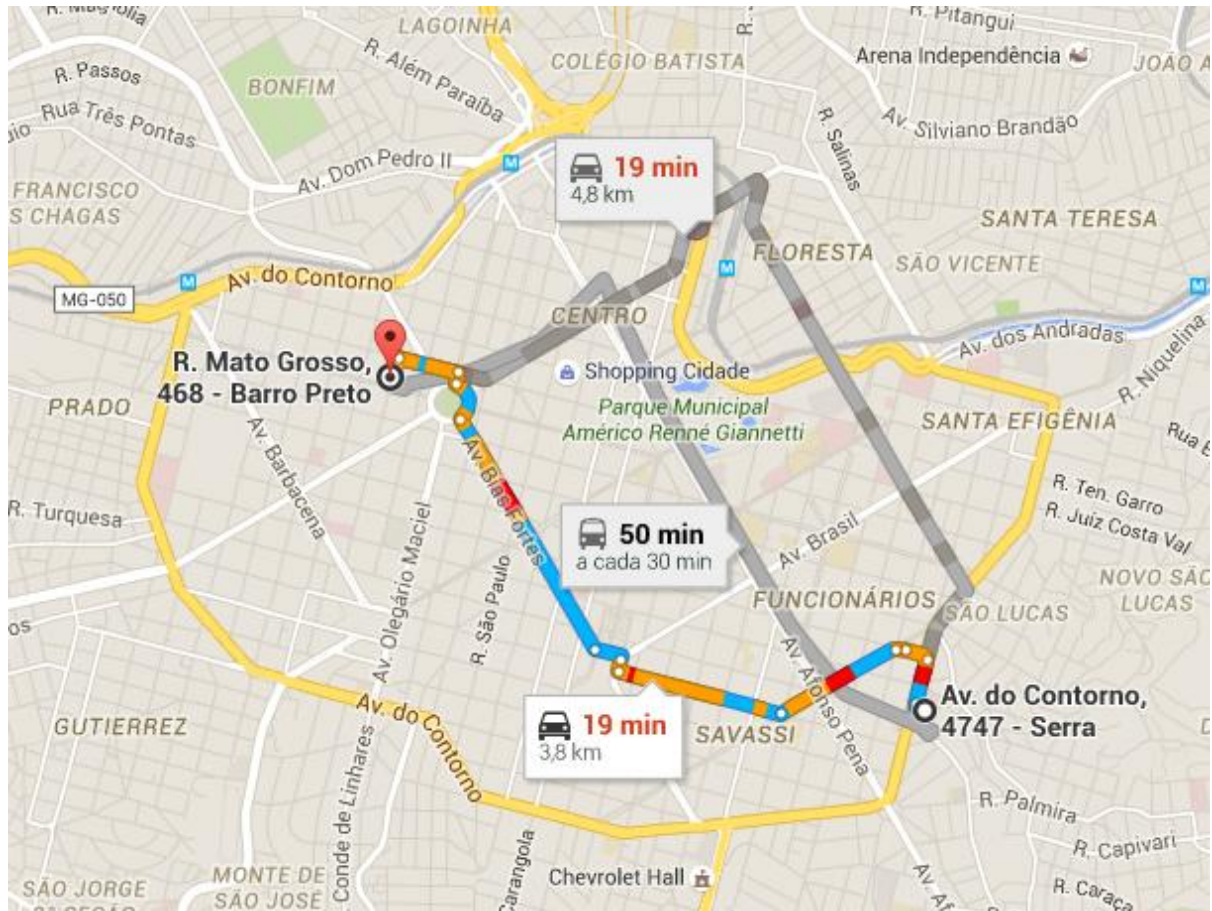 LAGOINHA
R. Pitangui
R. Além Paraíba
COLÉGIO BATISTA
Arena Independência
R. Passos
BONFIM
Rua Três Pontas
R. Salinas
Av. Silviano Brandão
Av. Dom Pedro II
19 min
4,8 km
FRANCISCO
S CHAGAS
SANTA TERESA
FLORESTA
SÃO VICENTE
Av. do Contorno
MG-050
CENTRO
Av. dos Andradas
R. Niquelina
R. Mato Grosso,
468 - Barro Preto
Shopping Cidade
PRADO
Parque Municipal
Américo Renné Giannetti
SANTA EFIGÊNIA
Av. Barbacena
Av. Bias Fortes
R. Ten. Garro
R. Juiz Costa Val
R. Turquesa
50 min
a cada 30 min
Av. Brasil
Av. Olegário Maciel
R. São Paulo
NOVO SÃO
LUCAS
FUNCIONÁRIOS
SÃO LUCAS
Av. Afonso Pena
Av. do Contorno,
4747 - Serra
Av. do Contorno
19 min
3,8 km
GUTIERREZ
SAVASSI
Conde de Linhares
R. Palmira
R. Capivari
Carangola
Chevrolet Hall
MONTE DE
SÃO JOSÉ
SÃO JORGE